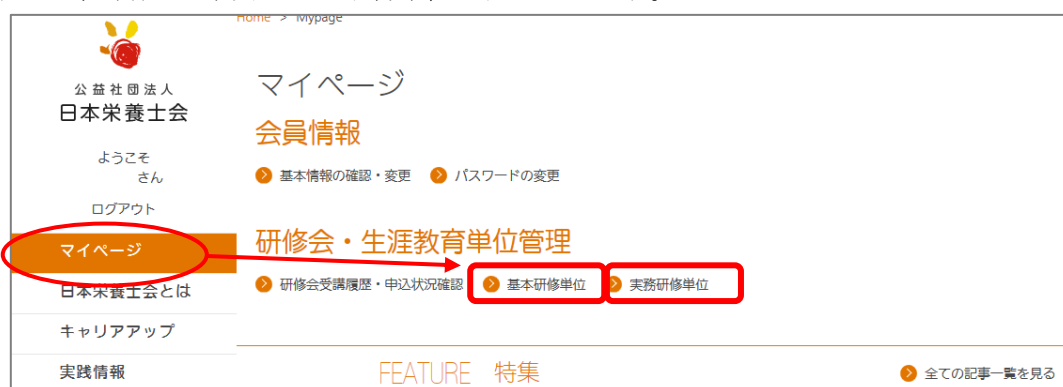 Home > Mypage
公益社団法人
日本栄養士会
ようこそ
さん
ログアウト
マイページ
日本栄養士会とは
キャリアアップ
実践情報
マイページ
会員情報
基本情報の確認・変更 パスワードの変更
研修会・生涯教育単位管理
研修会受講履歴・申込状況確認 基本研修単位 実務研修単位
FEATURE 特集
全ての記事一覧を見る